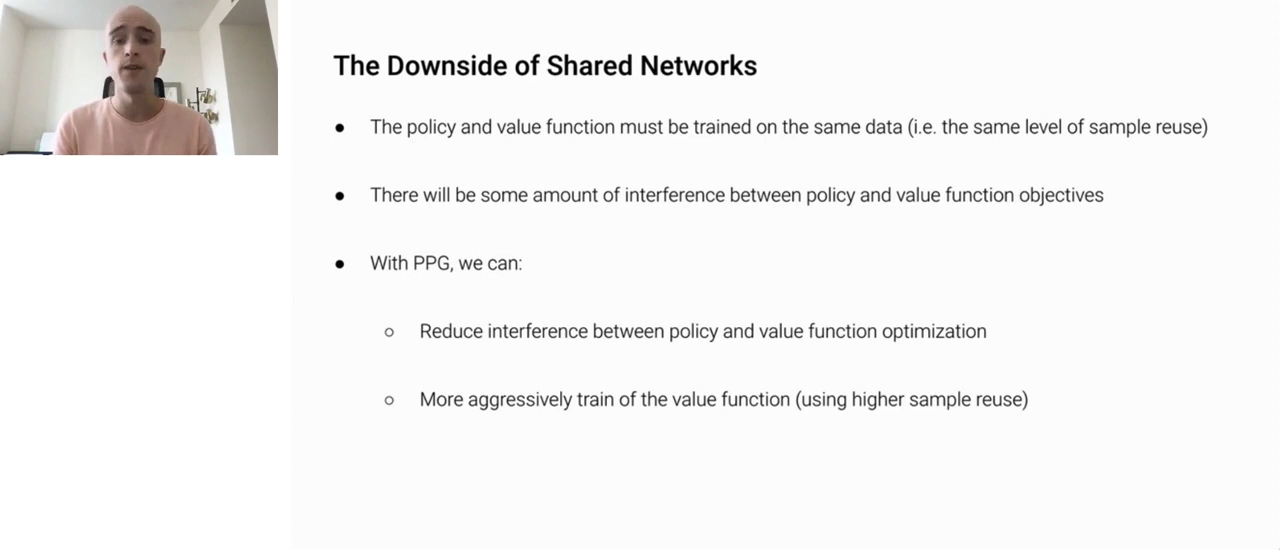 The Downside of Shared Networks
● The policy and value function must be trained on the same data (i.e. the same level of sample reuse)
● There will be some amount of interference between policy and value function objectives
● With PPG, we can:
○ Reduce interference between policy and value function optimization
○ More aggressively train of the value function (using higher sample reuse)